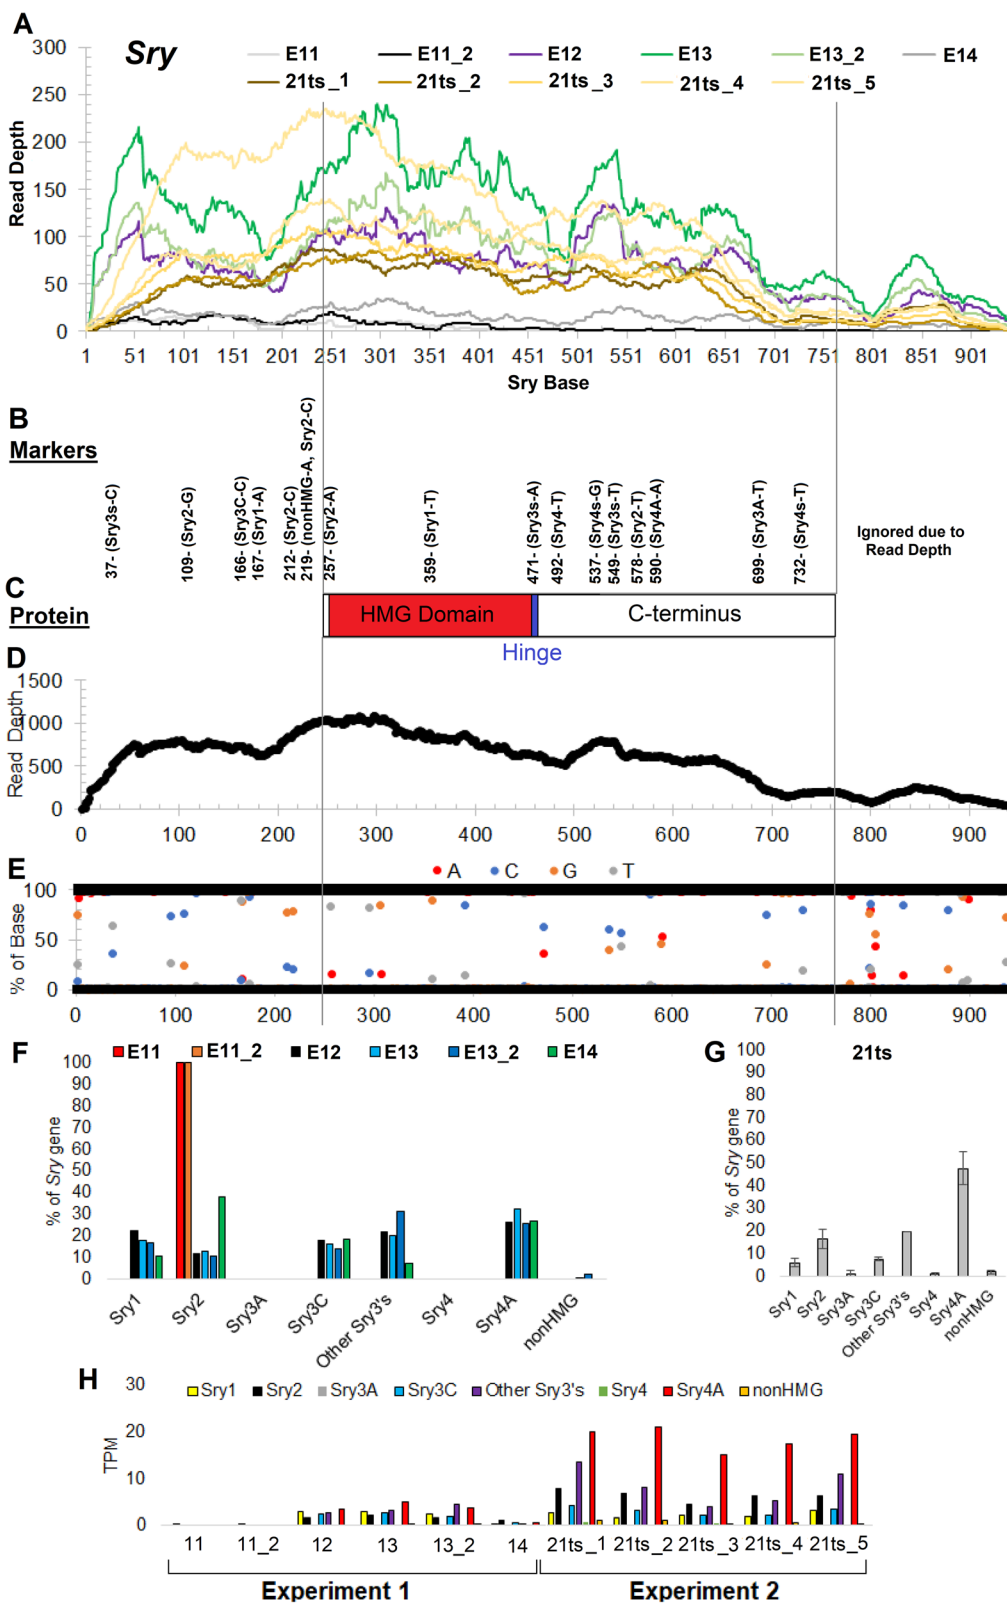 A
Sry
E11 E11_2 E12 E13 E13_2 E14
21ts_1 21ts_2 21ts_3 21ts_4 21ts_5
Read Depth
300
250
200
150
100
50
0
1 51 101 151 201 251 301 351 401 451 501 551 601 651 701 751 801 851 901
Sry Base
B
Markers
37- (Sry3s-C)
109- (Sry2-G)
166- (Sry3C-C)
167- (Sry1-A)
212- (Sry2-C)
219- (nonHMG-A, Sry2-C)
257- (Sry2-A)
359- (Sry1-T)
471- (Sry3s-A)
492- (Sry4-T)
537- (Sry4s-G)
549- (Sry3s-T)
578- (Sry2-T)
590- (Sry4A-A)
699- (Sry3A-T)
732- (Sry4s-T)
Ignored due to
Read Depth
C
Protein
HMG Domain
C-terminus
Hinge
D
Read Depth
1500
1000
500
0
0 100 200 300 400 500 600 700 800 900
E
A C G T
% of Base
100
50
0
0 100 200 300 400 500 600 700 800 900
F
E11 E11_2 E12 E13 E13_2 E14
% of Sry gene
100
90
80
70
60
50
40
30
20
10
0
Sry1 Sry2 Sry3A Sry3C Other Sry3's Sry4 Sry4A nonHMG
G
21ts
% of Sry gene
100
90
80
70
60
50
40
30
20
10
0
Sry1 Sry2 Sry3A Sry3C Other Sry3's Sry4 Sry4A nonHMG
H
Sry1 Sry2 Sry3A Sry3C Other Sry3's Sry4 Sry4A nonHMG
TPM
30
20
10
0
11 11_2 12 13 13_2 14 21ts_1 21ts_2 21ts_3 21ts_4 21ts_5
Experiment 1 Experiment 2